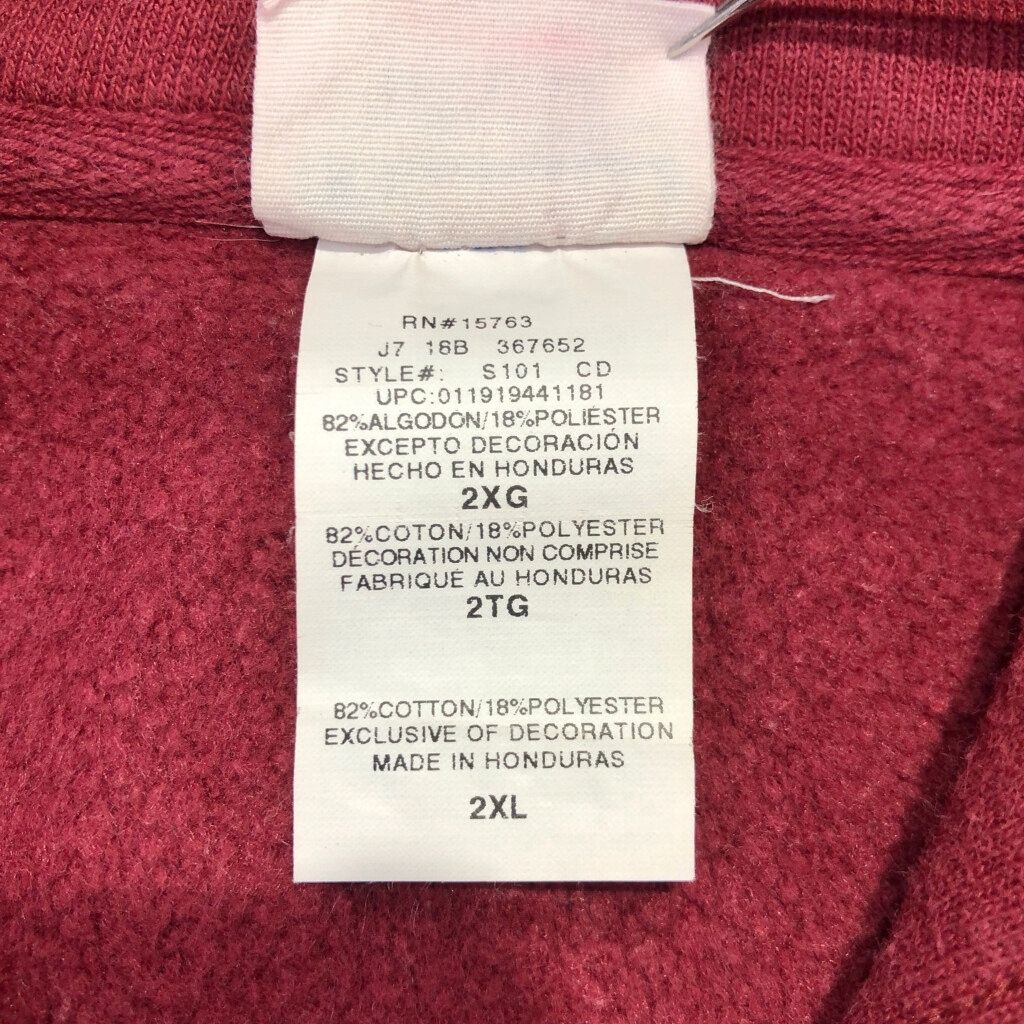 RN#15763
J7 18B 367652
STYLE#: S101 CD
UPC:011919441181
82%ALGODÓN/18%POLIÉSTER
EXCEPTO DECORACIÓN
HECHO EN HONDURAS
2XG
82%COTON/18%POLYESTER
DÉCORATION NON COMPRISE
FABRIQUÉ AU HONDURAS
2TG
82%COTTON/18%POLYESTER
EXCLUSIVE OF DECORATION
MADE IN HONDURAS
2XL